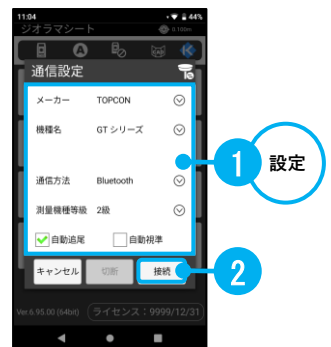 11:04 44%
ジオラマシート 0.100m
通信設定
メーカー TOPCON
機種名 GT シリーズ
1 設定
通信方法 Bluetooth
測量機種等級 2級
自動追尾 自動視準
キャンセル 切断 接続 2
Ver.6.95.00 (64bit) ライセンス：9999/12/31